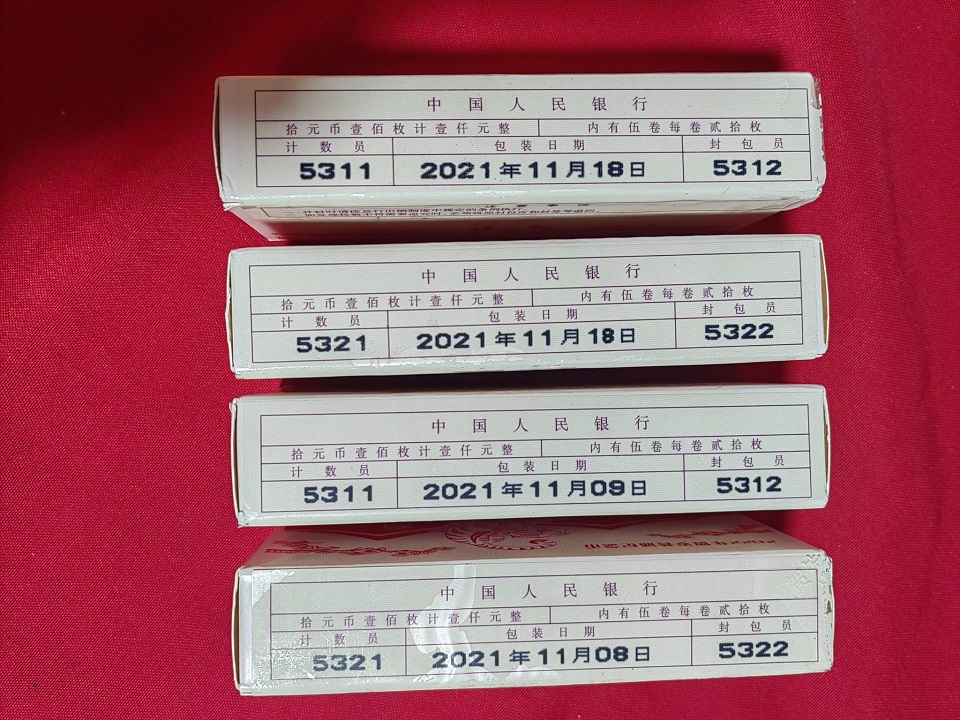 中国人民银行
拾元币壹佰枚计壹仟元整 内有伍卷每卷贰拾枚
计数员 包装日期 封包员
5311 2021年11月18日 5312
中国人民银行
拾元币壹佰枚计壹仟元整 内有伍卷每卷贰拾枚
计数员 包装日期 封包员
5321 2021年11月18日 5322
中国人民银行
拾元币壹佰枚计壹仟元整 内有伍卷每卷贰拾枚
计数员 包装日期 封包员
5311 2021年11月09日 5312
中国人民银行
拾元币壹佰枚计壹仟元整 内有伍卷每卷贰拾枚
计数员 包装日期 封包员
5321 2021年11月08日 5322